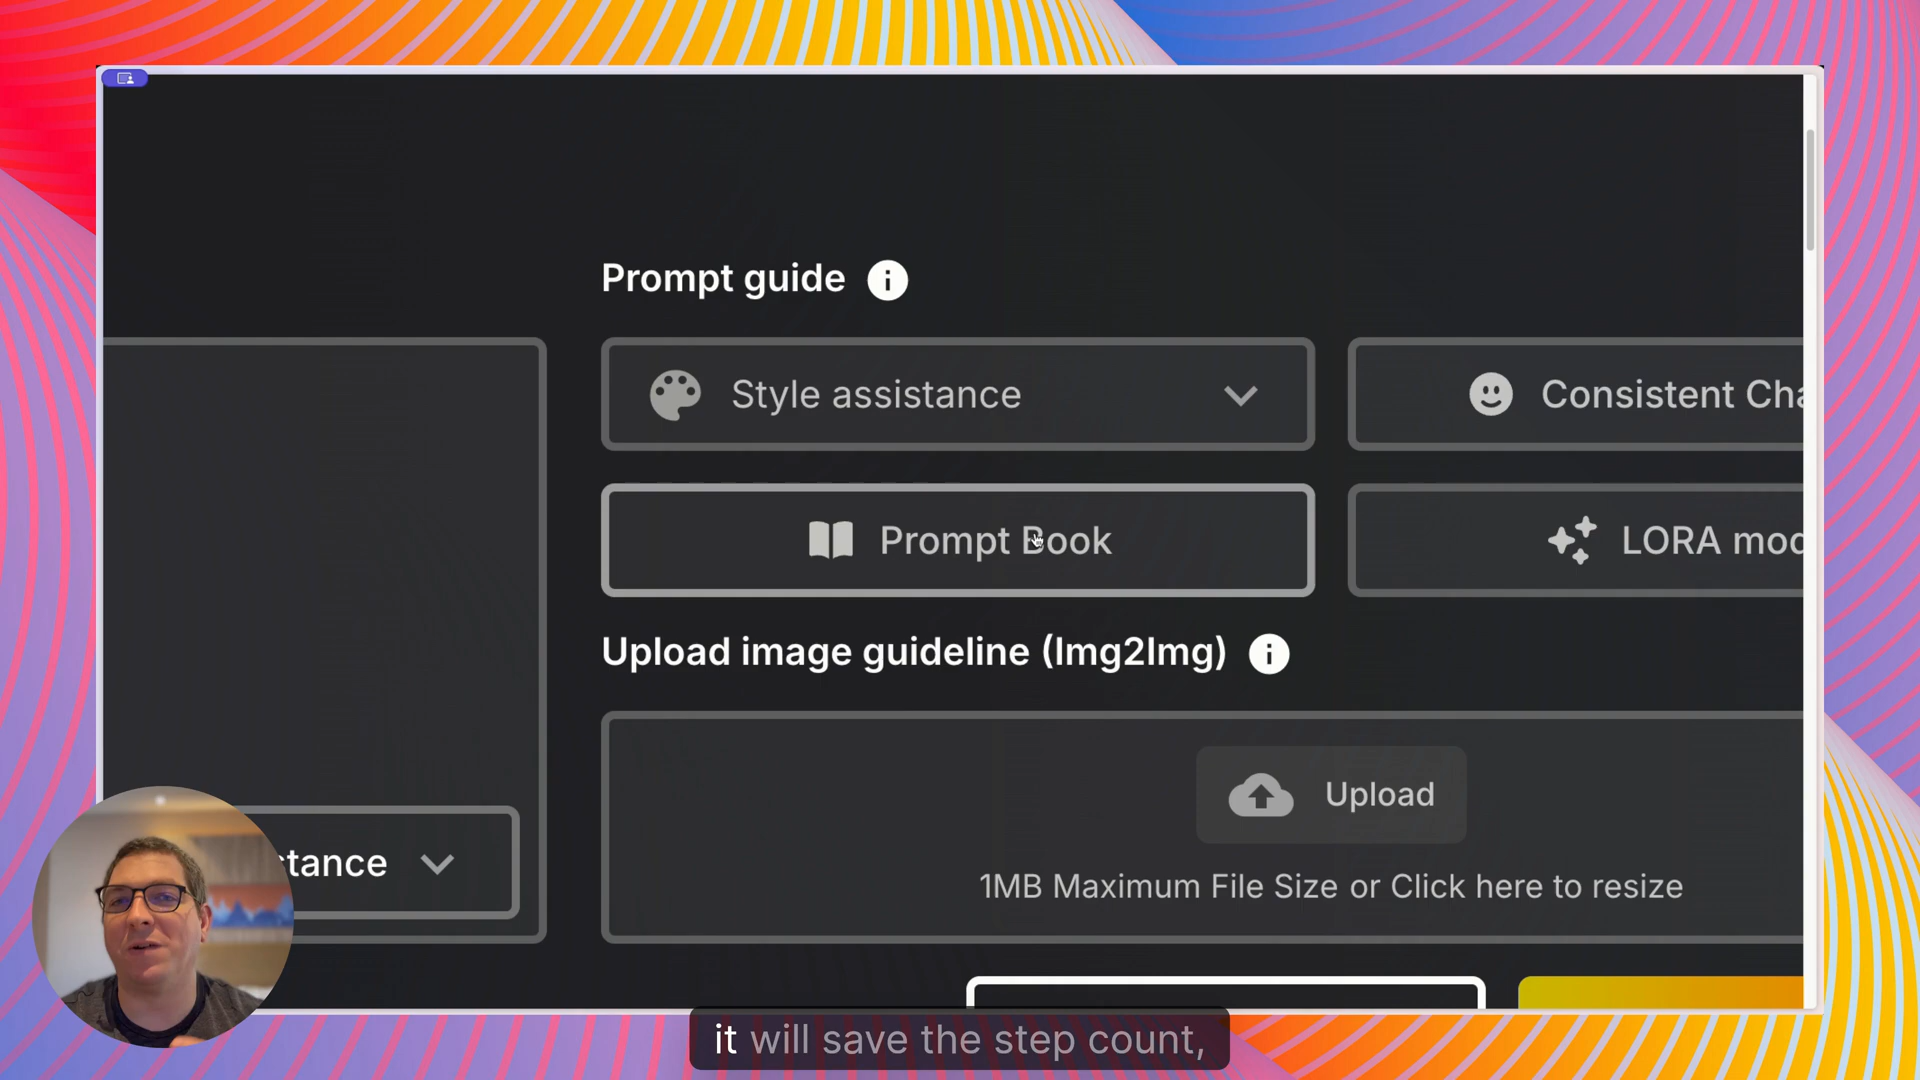 Prompt guide
Style assistance
Consistent Cha
Prompt Book
LORA mod
Upload image guideline (Img2Img)
Upload
1MB Maximum File Size or Click here to resize
stance
it will save the step count,